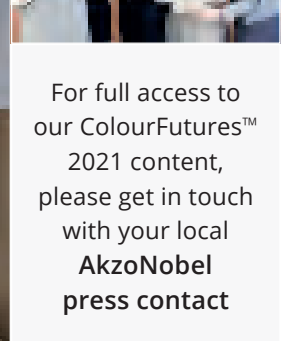 For full access to
our ColourFutures™
2021 content,
please get in touch
with your local
AkzoNobel
press contact